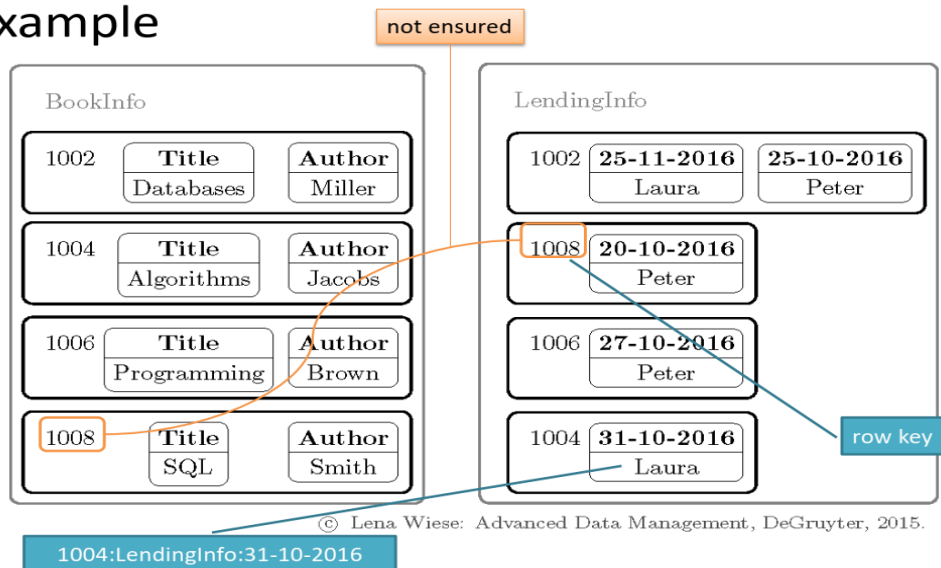 xample
not ensured
BookInfo
1002 Title Author
Databases Miller
1004 Title Author
Algorithms Jacobs
1006 Title Author
Programming Brown
1008 Title Author
SQL Smith
LendingInfo
1002 25-11-2016 25-10-2016
Laura Peter
1008 20-10-2016
Peter
1006 27-10-2016
Peter
1004 31-10-2016
Laura
row key
© Lena Wiese: Advanced Data Management, DeGruyter, 2015.
1004:LendingInfo:31-10-2016